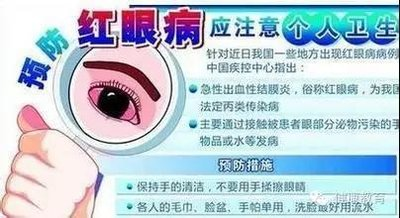 预防 红眼病 应注意 个人卫生
针对近日我国一些地方出现红眼病病例
中国疾控中心指出：
急性出血性结膜炎，俗称红眼病，为我国
法定丙类传染病
主要通过接触被患者眼部分泌物污染的手
物品或水等发病
预防措施
保持手的清洁，不要用手揉擦眼睛
各人的毛巾、脸盆、手帕单用，洗脸最好用流水
博恩教育